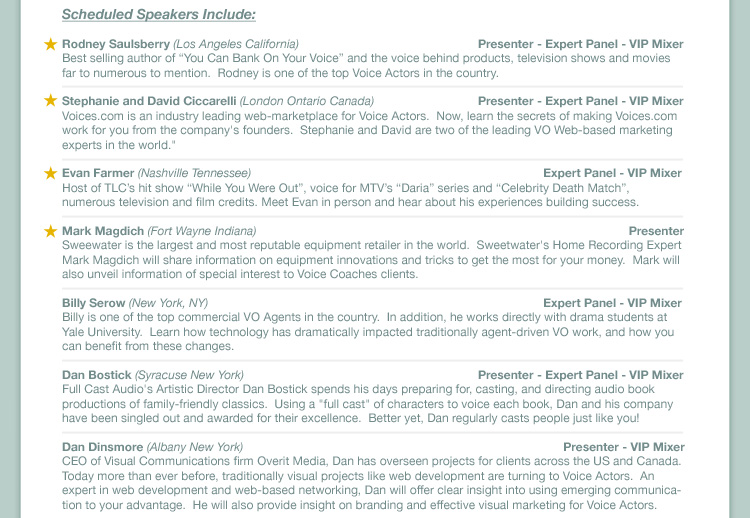 Scheduled Speakers Include:
Rodney Saulsberry (Los Angeles California) Presenter - Expert Panel - VIP Mixer
Best selling author of “You Can Bank On Your Voice” and the voice behind products, television shows and movies
far to numerous to mention. Rodney is one of the top Voice Actors in the country.
Stephanie and David Ciccarelli (London Ontario Canada) Presenter - Expert Panel - VIP Mixer
Voices.com is an industry leading web-marketplace for Voice Actors. Now, learn the secrets of making Voices.com
work for you from the company's founders. Stephanie and David are two of the leading VO Web-based marketing
experts in the world."
Evan Farmer (Nashville Tennessee) Expert Panel - VIP Mixer
Host of TLC’s hit show “While You Were Out”, voice for MTV’s “Daria” series and “Celebrity Death Match”,
numerous television and film credits. Meet Evan in person and hear about his experiences building success.
Mark Magdich (Fort Wayne Indiana) Presenter
Sweewater is the largest and most reputable equipment retailer in the world. Sweetwater's Home Recording Expert
Mark Magdich will share information on equipment innovations and tricks to get the most for your money. Mark will
also unveil information of special interest to Voice Coaches clients.
Billy Serow (New York, NY) Expert Panel - VIP Mixer
Billy is one of the top commercial VO Agents in the country. In addition, he works directly with drama students at
Yale University. Learn how technology has dramatically impacted traditionally agent-driven VO work, and how you
can benefit from these changes.
Dan Bostick (Syracuse New York) Presenter - Expert Panel - VIP Mixer
Full Cast Audio's Artistic Director Dan Bostick spends his days preparing for, casting, and directing audio book
productions of family-friendly classics. Using a "full cast" of characters to voice each book, Dan and his company
have been singled out and awarded for their excellence. Better yet, Dan regularly casts people just like you!
Dan Dinsmore (Albany New York) Presenter - VIP Mixer
CEO of Visual Communications firm Overit Media, Dan has overseen projects for clients across the US and Canada.
Today more than ever before, traditionally visual projects like web development are turning to Voice Actors. An
expert in web development and web-based networking, Dan will offer clear insight into using emerging communica-
tion to your advantage. He will also provide insight on branding and effective visual marketing for Voice Actors.